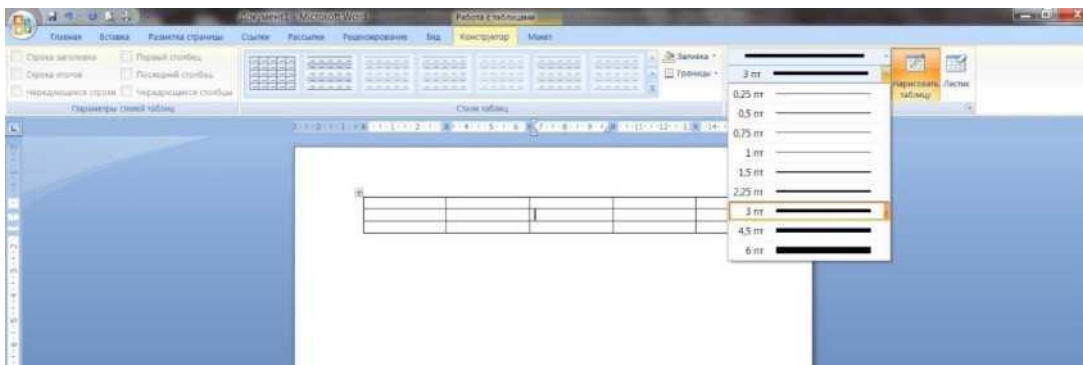 Документ1 - Microsoft Word
Работа с таблицами
Главная Вставка Разметка страницы Ссылки Рассылки Рецензирование Вид Конструктор Макет
Строка заголовка Первый столбец
Строка итогов Последний столбец
Чередующиеся строки Чередующиеся столбцы
Параметры стилей таблиц
Стили таблиц
Заливка
Границы
3 пт
0,25 пт
0,5 пт
0,75 пт
1 пт
1,5 пт
2,25 пт
3 пт
4,5 пт
6 пт
Нарисовать таблицу
Ластик